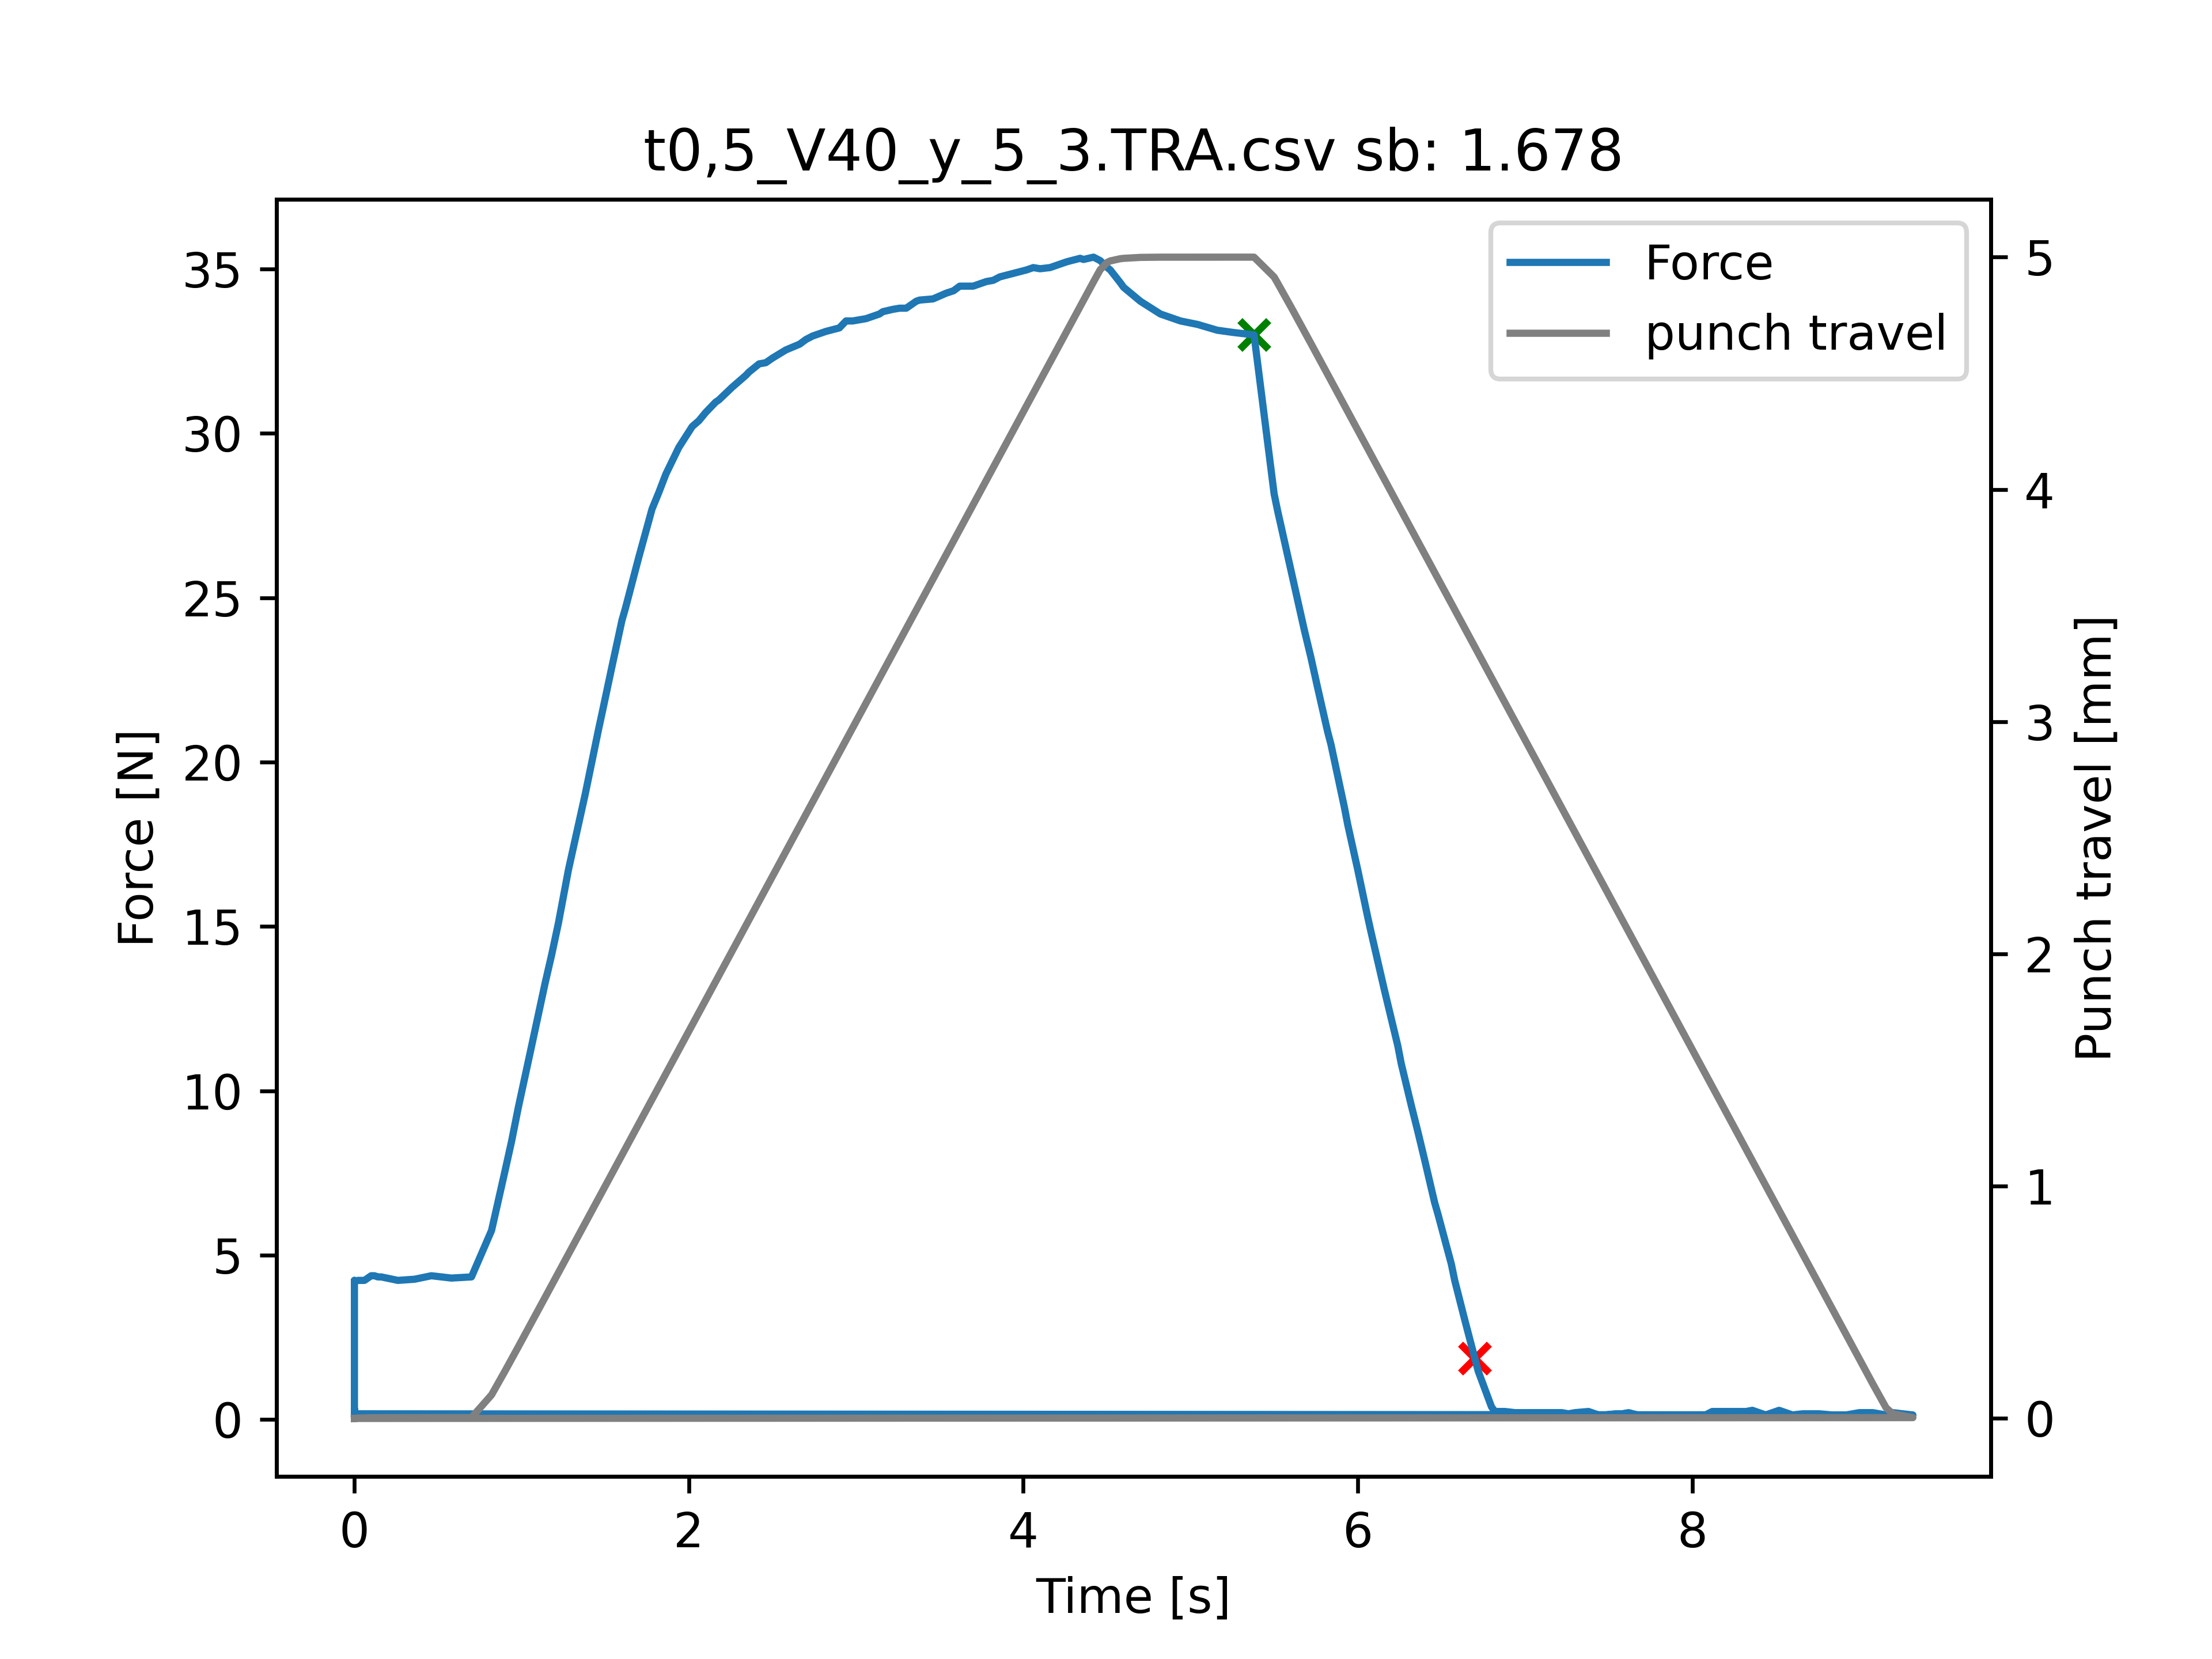 t0,5_V40_y_5_3.TRA.csv sb: 1.678
Force
punch travel
35
30
25
20
15
10
5
0
Force [N]
5
4
3
2
1
0
Punch travel [mm]
0 2 4 6 8
Time [s]